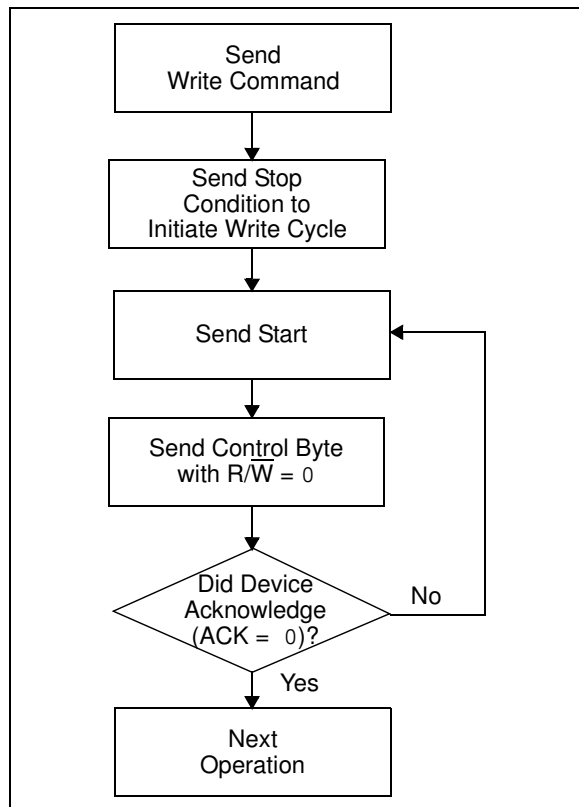 Send
Write Command
Send Stop
Condition to
Initiate Write Cycle
Send Start
Send Control Byte
with R/W̅ = 0
Did Device
Acknowledge
(ACK = 0)?
No
Yes
Next
Operation